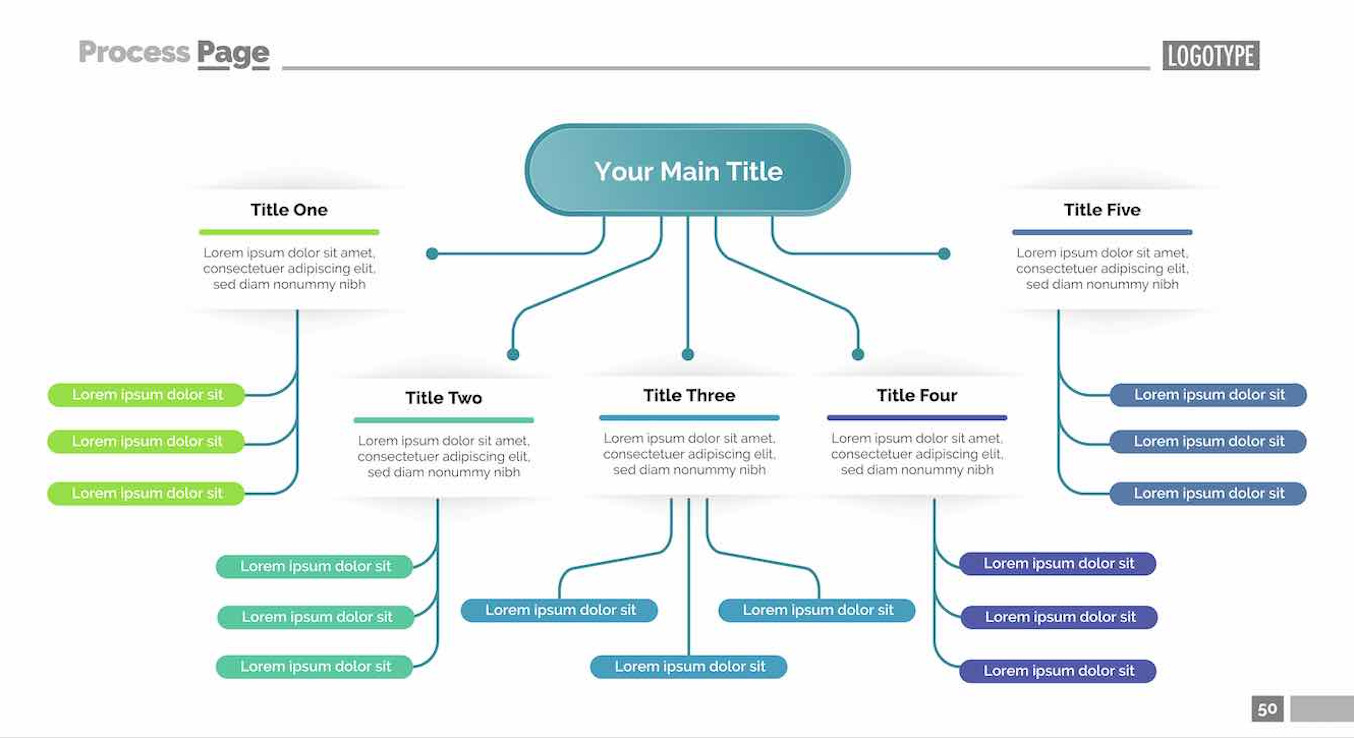 Process Page
LOGOTYPE
Your Main Title
Title One
Lorem ipsum dolor sit amet,
consectetuer adipiscing elit,
sed diam nonummy nibh
Lorem ipsum dolor sit
Lorem ipsum dolor sit
Lorem ipsum dolor sit
Title Two
Lorem ipsum dolor sit amet,
consectetuer adipiscing elit,
sed diam nonummy nibh
Lorem ipsum dolor sit
Lorem ipsum dolor sit
Lorem ipsum dolor sit
Title Three
Lorem ipsum dolor sit amet,
consectetuer adipiscing elit,
sed diam nonummy nibh
Lorem ipsum dolor sit
Lorem ipsum dolor sit
Lorem ipsum dolor sit
Title Four
Lorem ipsum dolor sit amet,
consectetuer adipiscing elit,
sed diam nonummy nibh
Lorem ipsum dolor sit
Lorem ipsum dolor sit
Lorem ipsum dolor sit
Title Five
Lorem ipsum dolor sit amet,
consectetuer adipiscing elit,
sed diam nonummy nibh
Lorem ipsum dolor sit
Lorem ipsum dolor sit
Lorem ipsum dolor sit
50